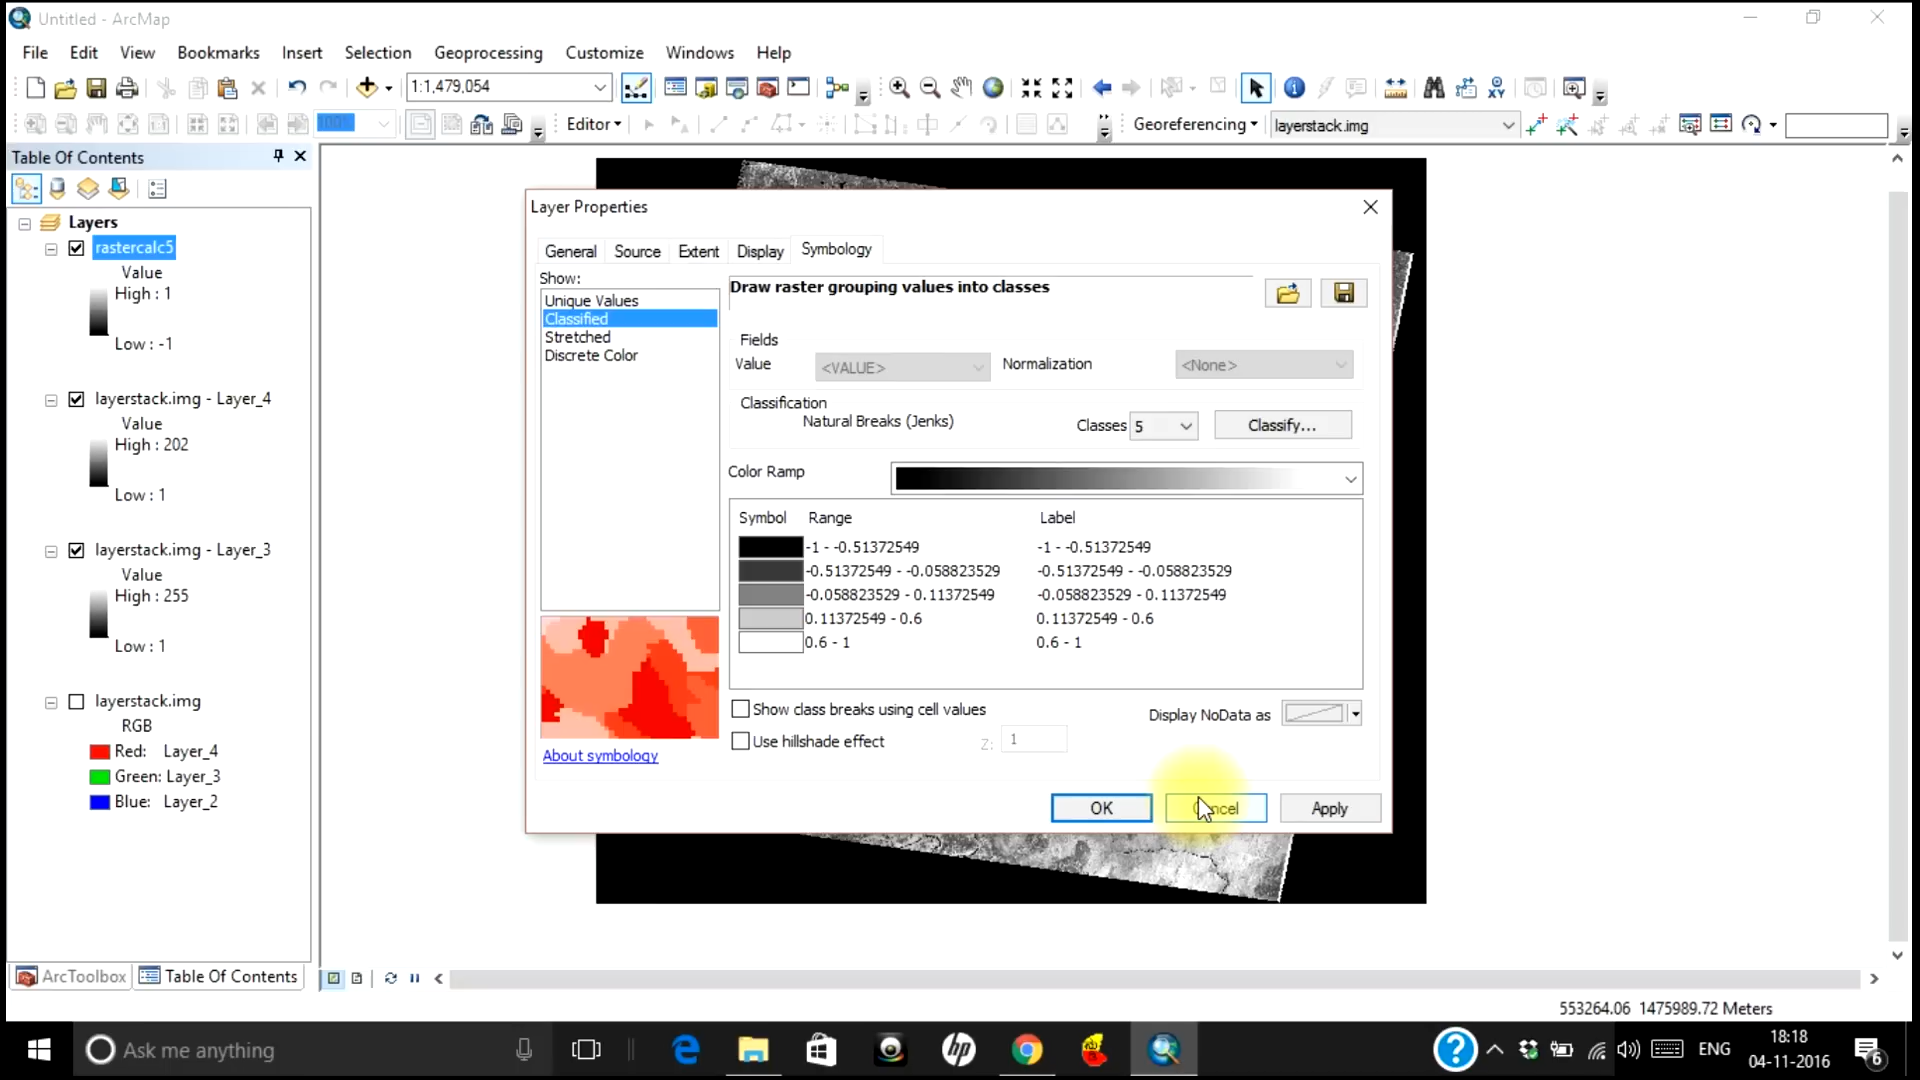 Untitled - ArcMap
File Edit View Bookmarks Insert Selection Geoprocessing Customize Windows Help
1:1,479,054
100%
Editor
Georeferencing
layerstack.img
Table Of Contents
Layers
rastercalc5
Value
High : 1
Low : -1
layerstack.img - Layer_4
Value
High : 202
Low : 1
layerstack.img - Layer_3
Value
High : 255
Low : 1
layerstack.img
RGB
Red: Layer_4
Green: Layer_3
Blue: Layer_2
ArcToolbox
Table Of Contents
Layer Properties
General Source Extent Display Symbology
Show:
Unique Values
Classified
Stretched
Discrete Color
About symbology
Draw raster grouping values into classes
Fields
Value <VALUE> Normalization <None>
Classification
Natural Breaks (Jenks)
Classes 5 Classify...
Color Ramp
Symbol Range Label
-1 - -0.51372549 -1 - -0.51372549
-0.51372549 - -0.058823529 -0.51372549 - -0.058823529
-0.058823529 - 0.11372549 -0.058823529 - 0.11372549
0.11372549 - 0.6 0.11372549 - 0.6
0.6 - 1 0.6 - 1
Show class breaks using cell values
Display NoData as
Use hillshade effect Z: 1
OK Cancel Apply
553264.06 1475989.72 Meters
Ask me anything
hp
ENG
18:18
04-11-2016
6